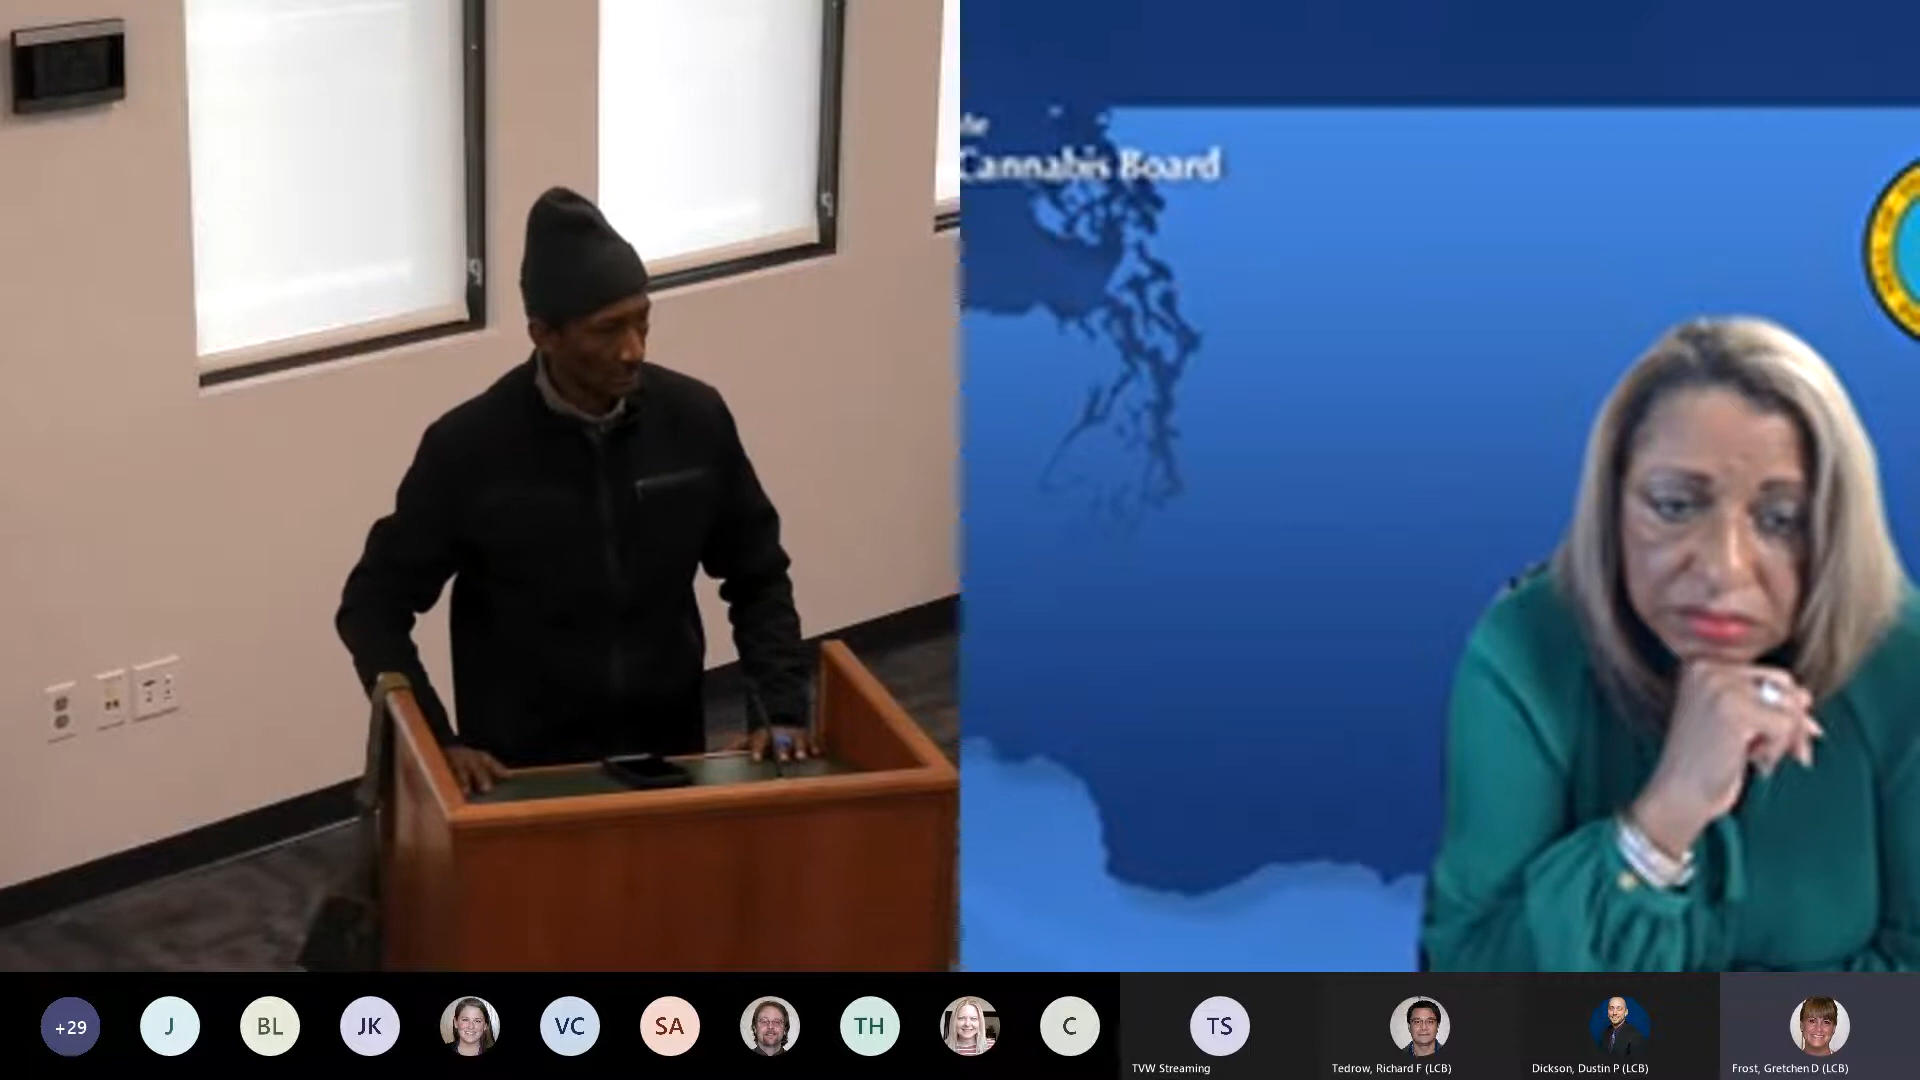 Cannabis Board
+29
J
BL
JK
VC
SA
TH
C
TS
TVW Streaming
Tedrow, Richard F (LCB)
Dickson, Dustin P (LCB)
Frost, Gretchen D (LCB)